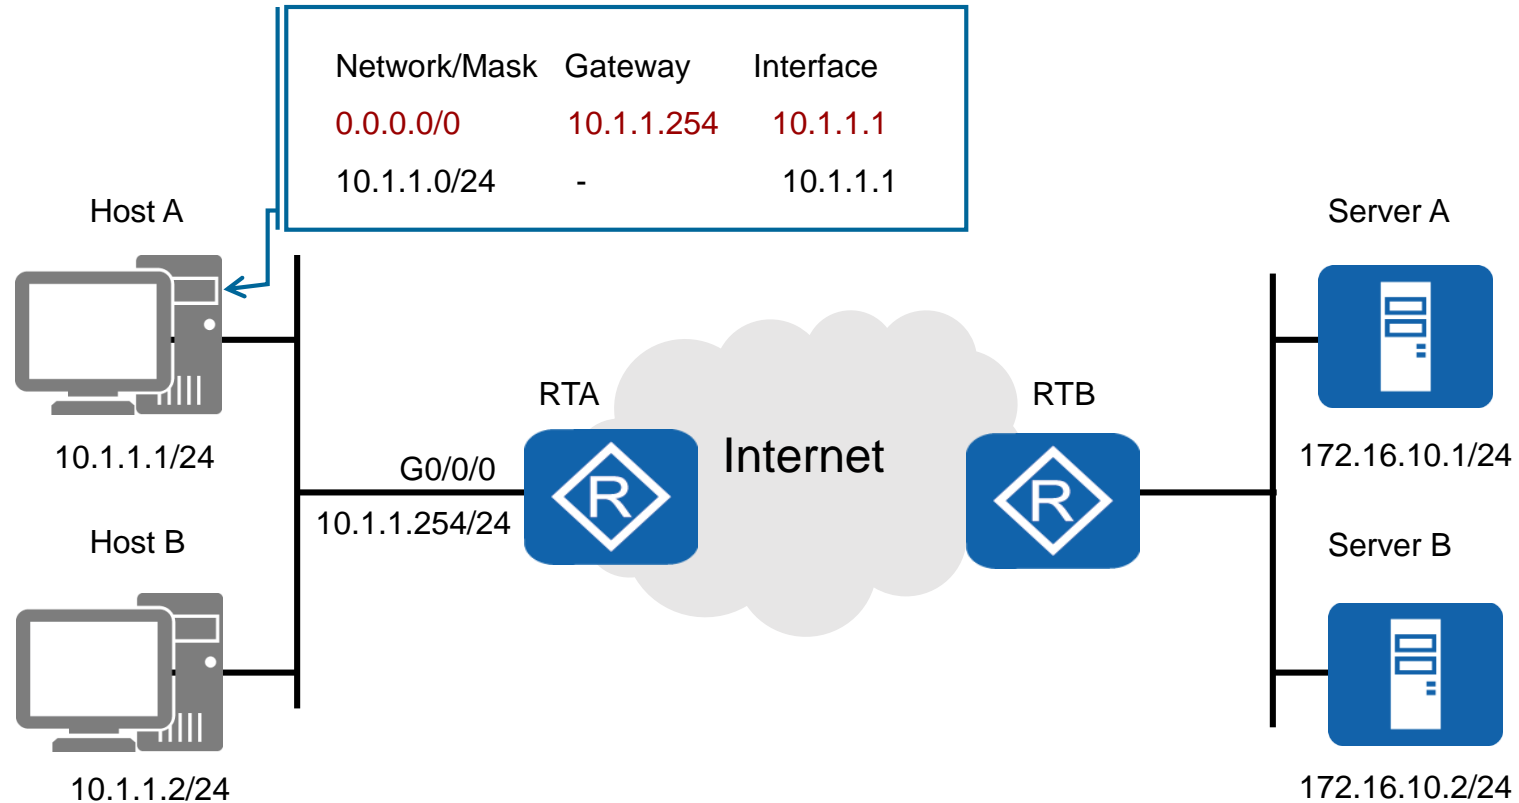 Network/Mask Gateway Interface
0.0.0.0/0 10.1.1.254 10.1.1.1
10.1.1.0/24 - 10.1.1.1
Host A
Server A
RTA
RTB
Internet
10.1.1.1/24
172.16.10.1/24
G0/0/0
R
R
10.1.1.254/24
Host B
Server B
10.1.1.2/24
172.16.10.2/24